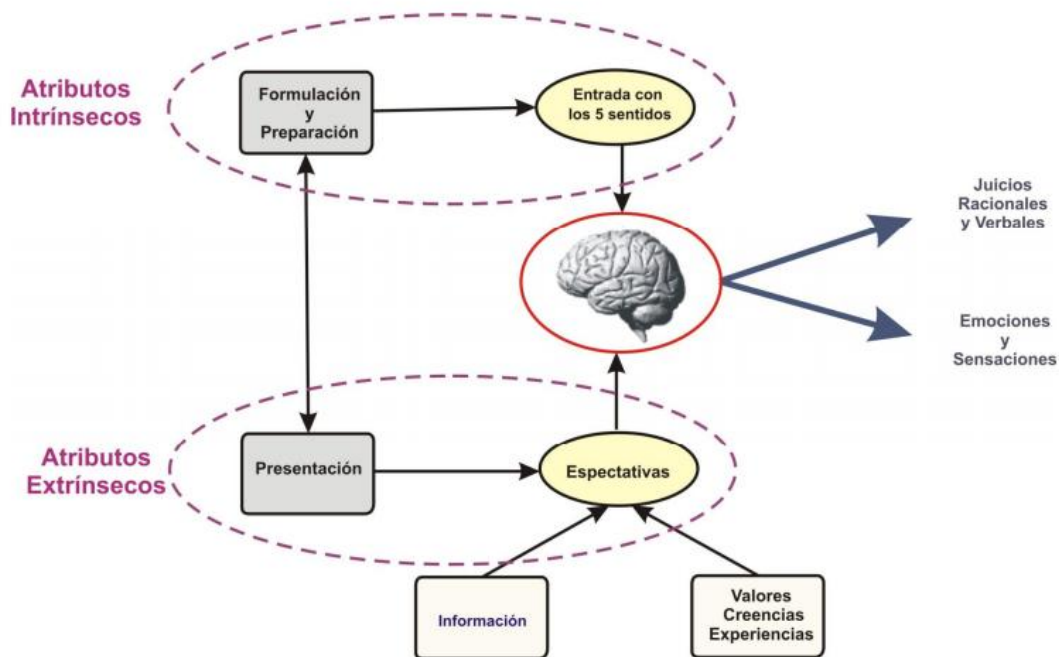 Atributos
Intrínsecos
Formulación
y
Preparación
Entrada con
los 5 sentidos
Juicios
Racionales
y Verbales
Emociones
y
Sensaciones
Atributos
Extrínsecos
Presentación
Espectativas
Información
Valores
Creencias
Experiencias